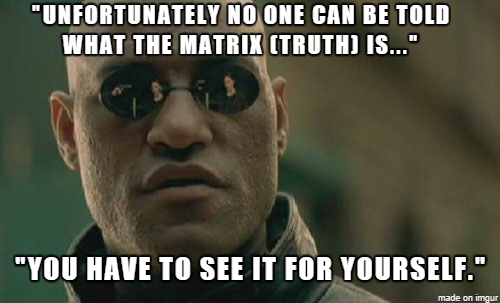 "UNFORTUNATELY NO ONE CAN BE TOLD
WHAT THE MATRIX (TRUTH) IS..."
"YOU HAVE TO SEE IT FOR YOURSELF."
made on imgur